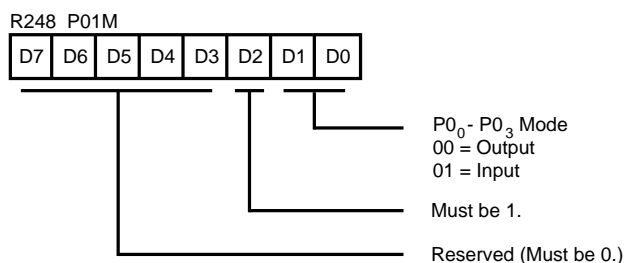 R248 P01M
D7 D6 D5 D4 D3 D2 D1 D0
P0₀ - P0₃ Mode
00 = Output
01 = Input
Must be 1.
Reserved (Must be 0.)